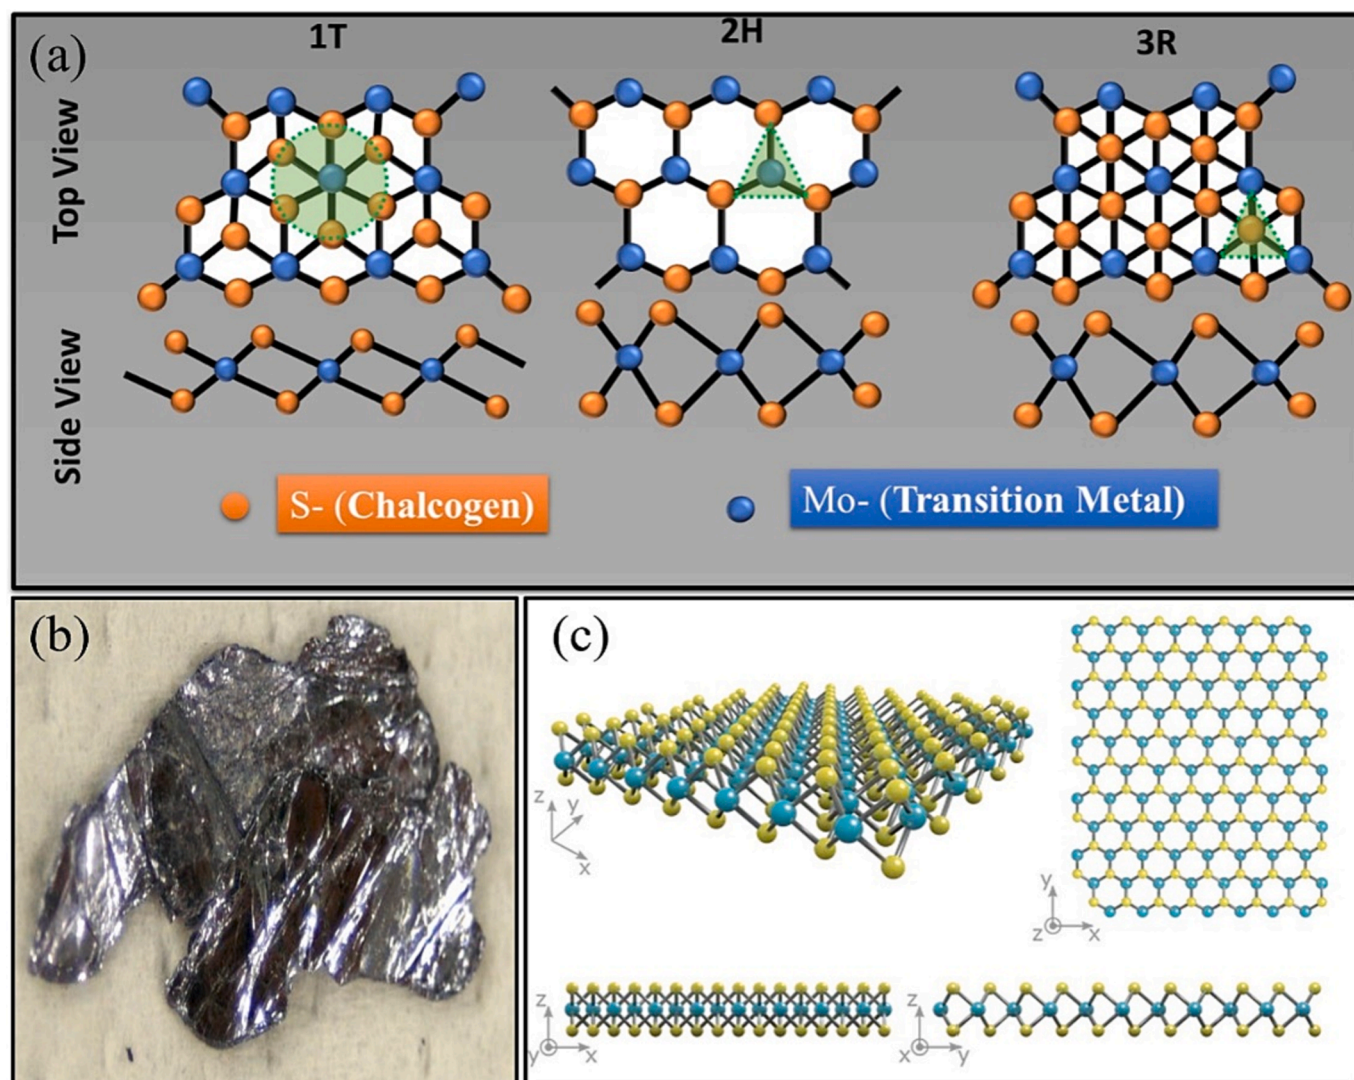 (a)
1T
2H
3R
Top View
Side View
S- (Chalcogen)
Mo- (Transition Metal)
(b)
(c)
z
y
x
y
z
x
z
y
x
z
x
y